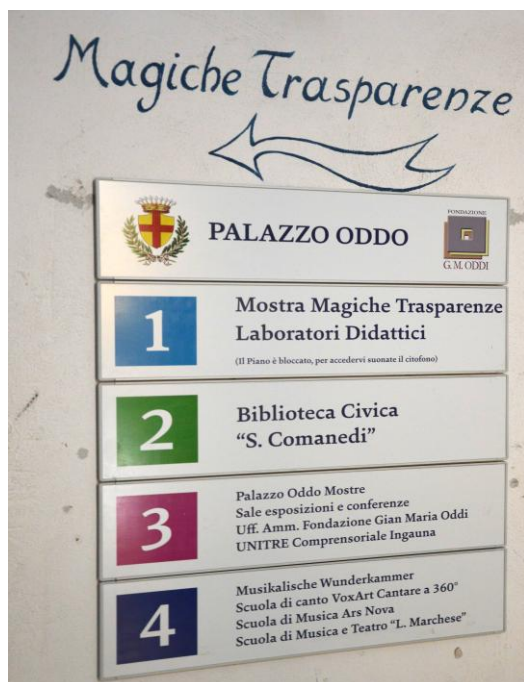 Magiche Trasparenze
PALAZZO ODDO
FONDAZIONE
G. M. ODDI
1
Mostra Magiche Trasparenze
Laboratori Didattici
(Il Piano è bloccato, per accedervi suonate il citofono)
2
Biblioteca Civica
“S. Comanedi”
3
Palazzo Oddo Mostre
Sale esposizioni e conferenze
Uff. Amm. Fondazione Gian Maria Oddi
UNITRE Comprensoriale Ingauna
4
Musikalische Wunderkammer
Scuola di canto VoxArt Cantare a 360°
Scuola di Musica Ars Nova
Scuola di Musica e Teatro “L. Marchese”